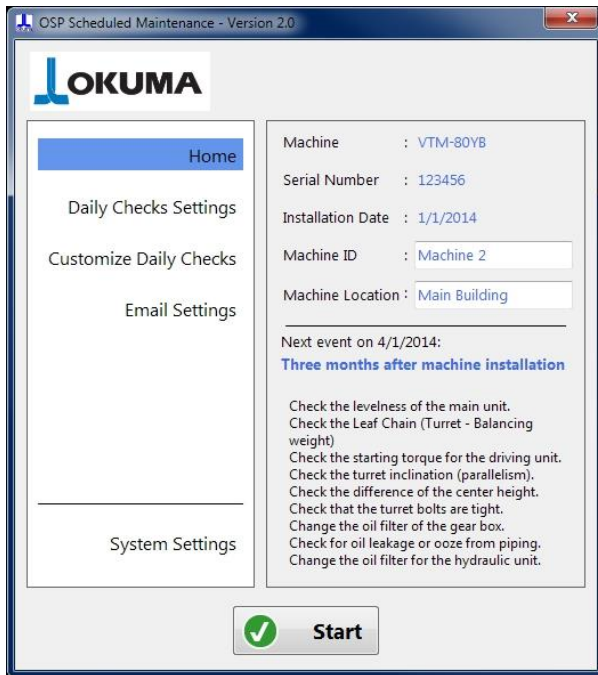 OSP Scheduled Maintenance - Version 2.0
OKUMA
Home
Daily Checks Settings
Customize Daily Checks
Email Settings
System Settings
Machine : VTM-80YB
Serial Number : 123456
Installation Date : 1/1/2014
Machine ID : Machine 2
Machine Location : Main Building
Next event on 4/1/2014:
Three months after machine installation
Check the levelness of the main unit.
Check the Leaf Chain (Turret - Balancing
weight)
Check the starting torque for the driving unit.
Check the turret inclination (parallelism).
Check the difference of the center height.
Check that the turret bolts are tight.
Change the oil filter of the gear box.
Check for oil leakage or ooze from piping.
Change the oil filter for the hydraulic unit.
Start